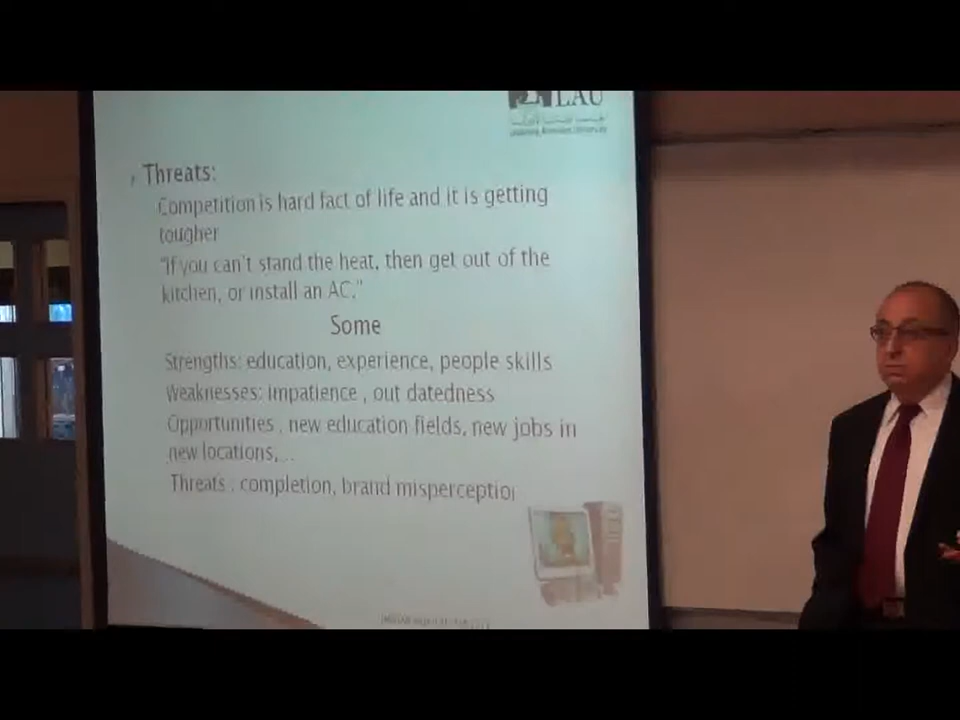 LAU
Threats:
Competition is hard fact of life and it is getting
tougher
"If you can't stand the heat, then get out of the
kitchen, or install an AC."
Some
Strengths: education, experience, people skills
Weaknesses: impatience , out datedness
Opportunities , new education fields, new jobs in
new locations,...
Threats : completion, brand misperceptio